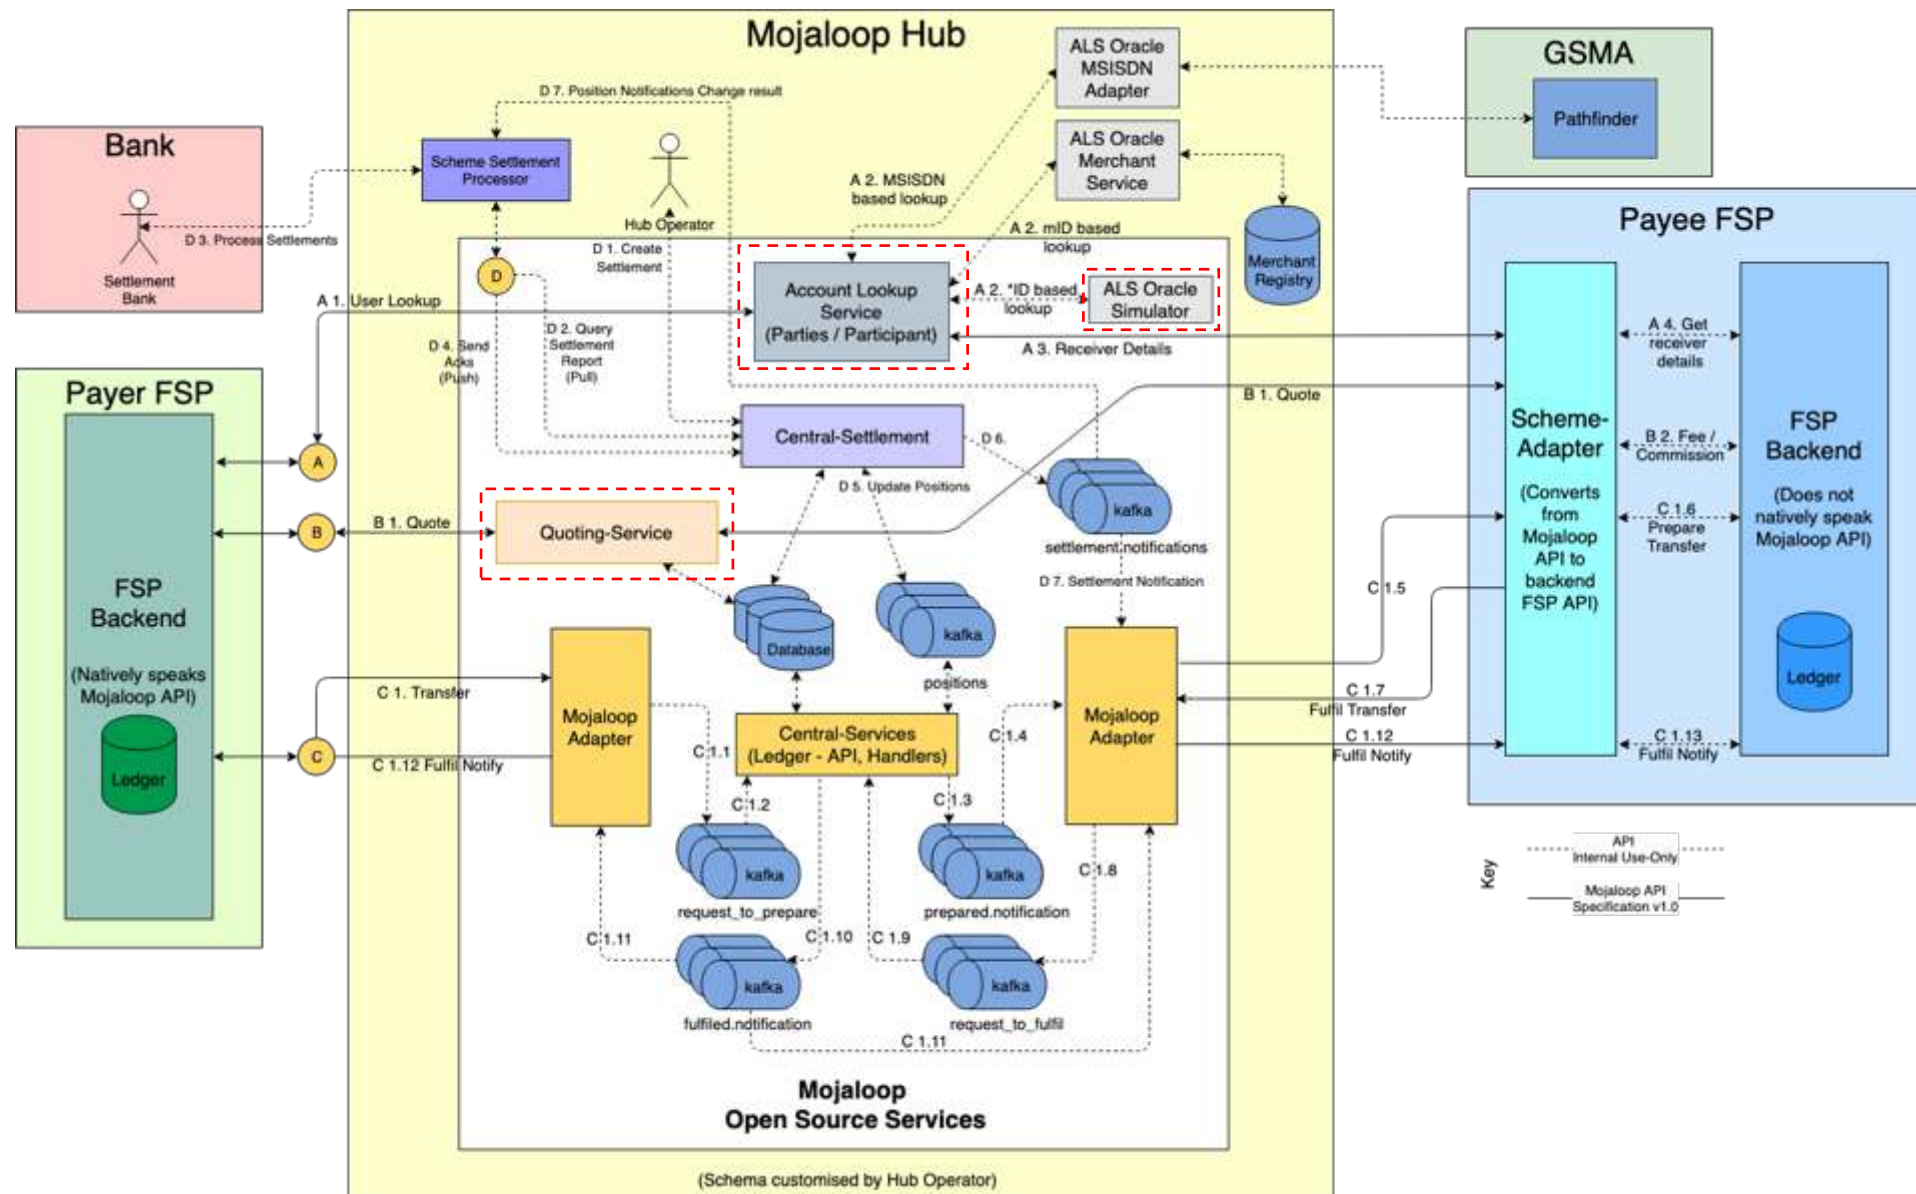 Mojaloop Hub
ALS Oracle
MSISDN
Adapter
GSMA
Pathfinder
D 7. Position Notifications Change result
Bank
Settlement
Bank
D 3. Process Settlements
Scheme Settlement
Processor
Hub Operator
ALS Oracle
Merchant
Service
A 2. MSISDN
based lookup
A 2. mID based
lookup
Merchant
Registry
Payee FSP
D
D 1. Create
Settlement
A 1. User Lookup
Account Lookup
Service
(Parties / Participant)
A 2. *ID based
lookup
ALS Oracle
Simulator
A 3. Receiver Details
A 4. Get
receiver
details
D 4. Send
Acks
(Push)
D 2. Query
Settlement
Report
(Pull)
B 1. Quote
Payer FSP
Central-Settlement
D 6.
D 5. Update Positions
kafka
settlement.notifications
Scheme-
Adapter
(Converts
from
Mojaloop
API to
backend
FSP API)
B 2. Fee /
Commission
FSP
Backend
(Does not
natively speak
Mojaloop API)
A
B
B 1. Quote
Quoting-Service
C 1.6
Prepare
Transfer
D 7. Settlement Notification
C 1.5
FSP
Backend
(Natively speaks
Mojaloop API)
Ledger
Database
kafka
positions
Ledger
C 1. Transfer
C
C 1.12 Fulfil Notify
Mojaloop
Adapter
C 1.1
Central-Services
(Ledger - API, Handlers)
C 1.4
Mojaloop
Adapter
C 1.7
Fulfil Transfer
C 1.12
Fulfil Notify
C 1.13
Fulfil Notify
C 1.2
C 1.3
kafka
request_to_prepare
kafka
prepared.notification
C 1.8
C 1.11
C 1.10
C 1.9
kafka
fulfiled.notification
kafka
request_to_fulfil
C 1.11
Key
API
Internal Use-Only
Mojaloop API
Specification v1.0
Mojaloop
Open Source Services
(Schema customised by Hub Operator)